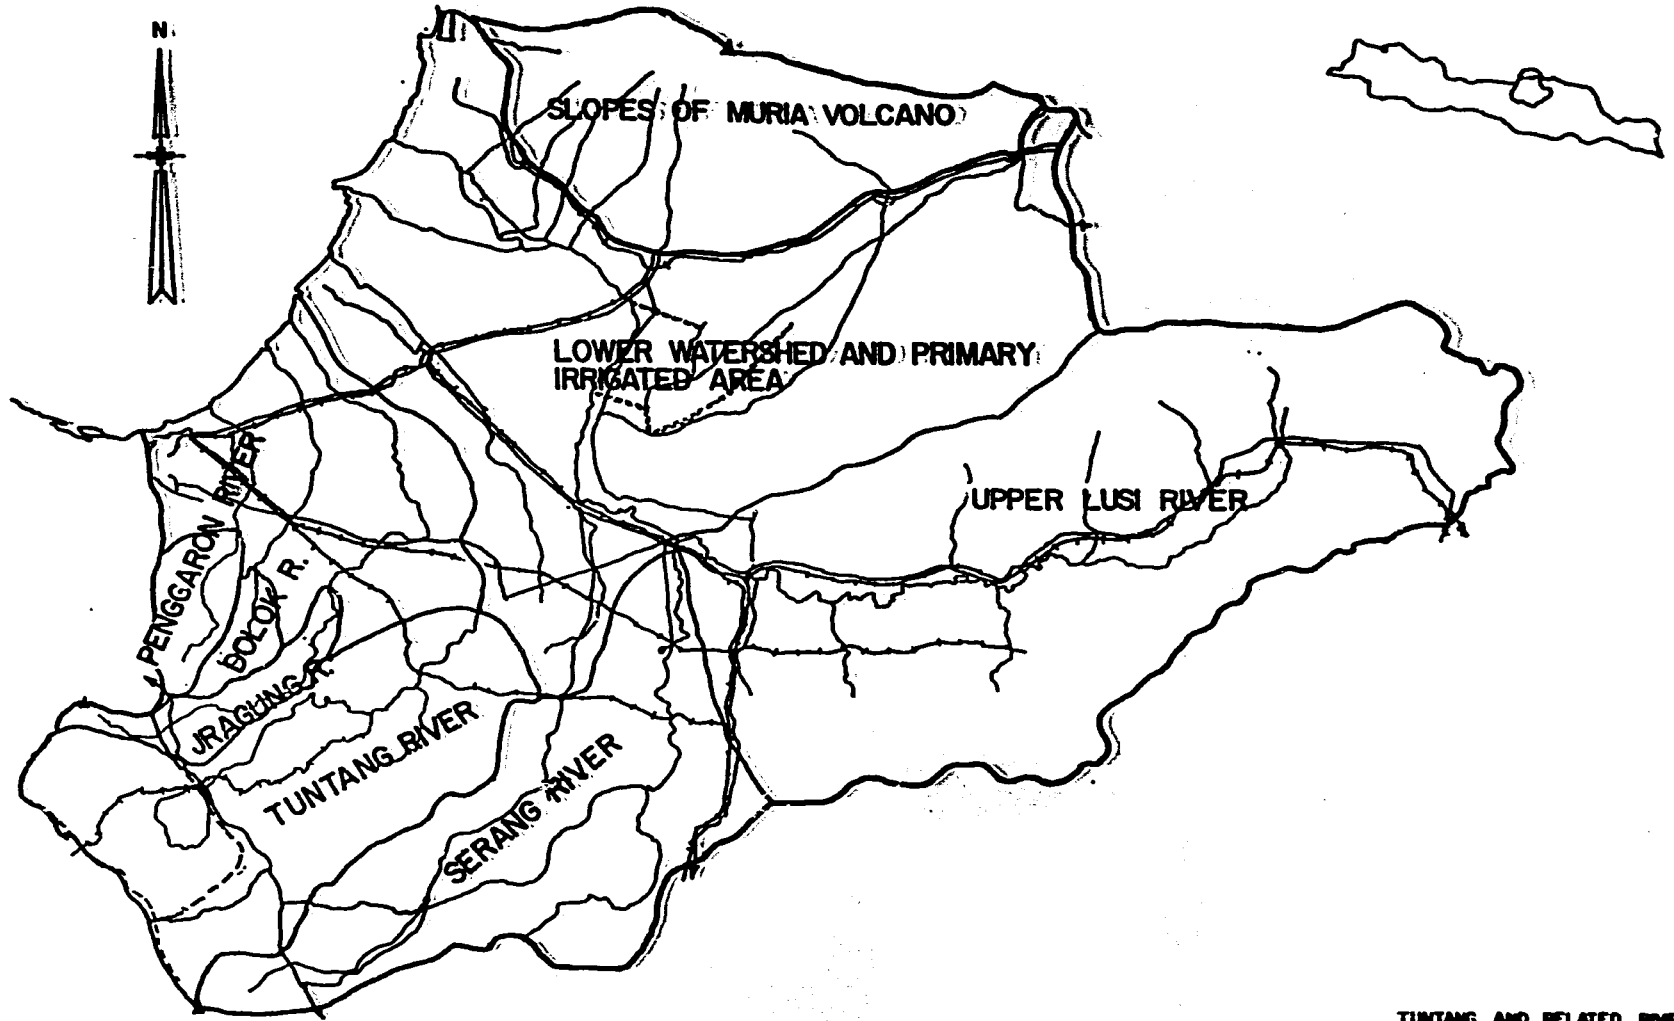 N
SLOPES OF MURIA VOLCANO
LOWER WATERSHED AND PRIMARY
IRRIGATED AREA
UPPER LUSI RIVER
PENGGARON RIVER
DOLOK R.
JRAGUNG R.
TUNTANG RIVER
SERANG RIVER
TUNTANG AND RELATED